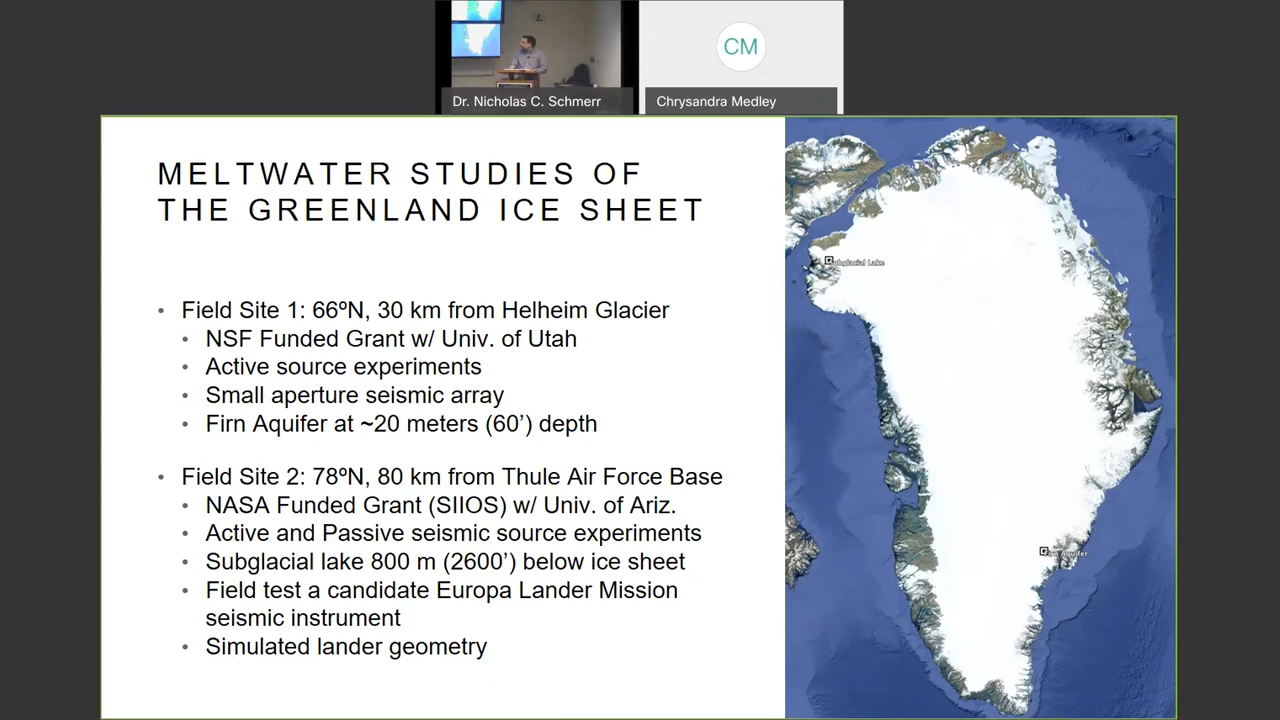 CM
Dr. Nicholas C. Schmerr
Chrysandra Medley
MELTWATER STUDIES OF
THE GREENLAND ICE SHEET
• Field Site 1: 66ºN, 30 km from Helheim Glacier
• NSF Funded Grant w/ Univ. of Utah
• Active source experiments
• Small aperture seismic array
• Firn Aquifer at ~20 meters (60’) depth
• Field Site 2: 78ºN, 80 km from Thule Air Force Base
• NASA Funded Grant (SIIOS) w/ Univ. of Ariz.
• Active and Passive seismic source experiments
• Subglacial lake 800 m (2600’) below ice sheet
• Field test a candidate Europa Lander Mission
seismic instrument
• Simulated lander geometry
Subglacial Lake
Firn Aquifer